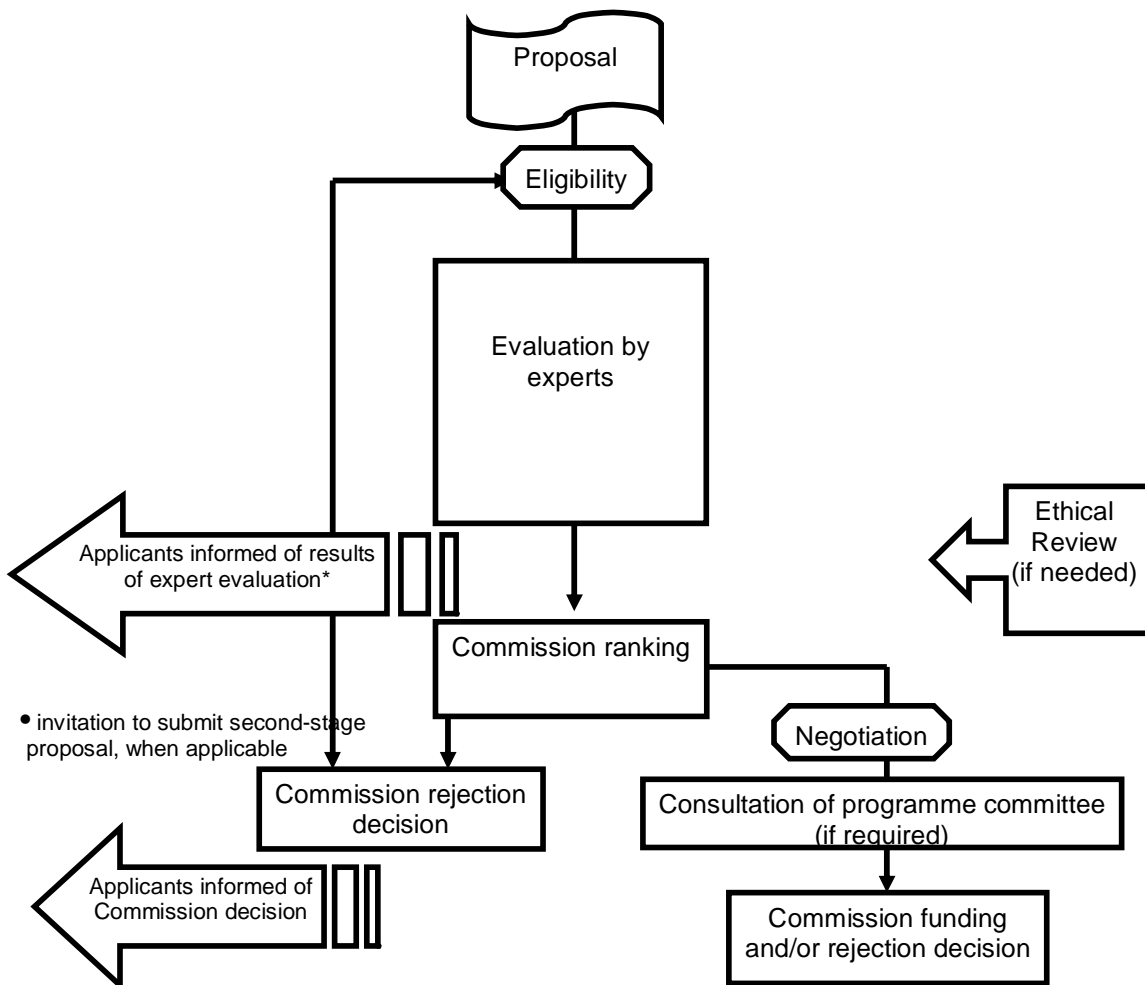 Proposal
Eligibility
Evaluation by
experts
Applicants informed of results
of expert evaluation*
Ethical
Review
(if needed)
Commission ranking
• invitation to submit second-stage
proposal, when applicable
Negotiation
Commission rejection
decision
Consultation of programme committee
(if required)
Applicants informed of
Commission decision
Commission funding
and/or rejection decision